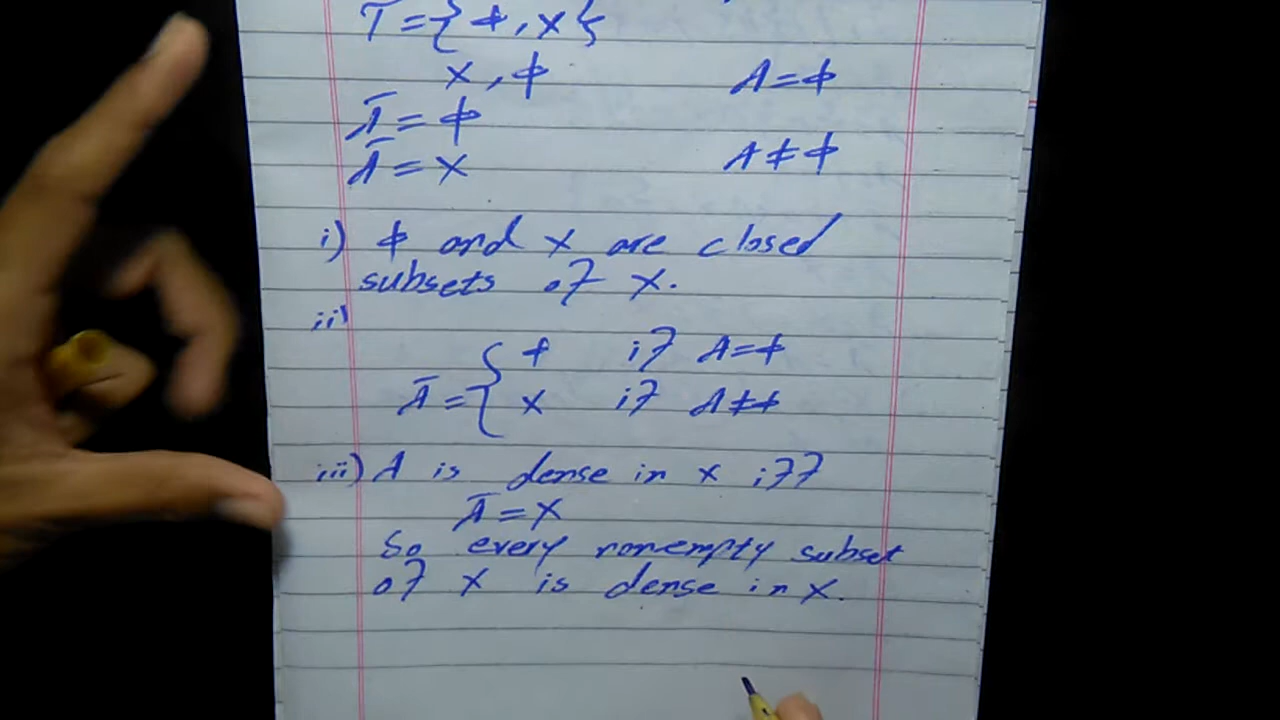 T = { ϕ, X }
X, ϕ A = ϕ
Ā = ϕ
Ā = X A ≠ ϕ
i) ϕ and X are closed
subsets of X.
ii)
ϕ if A = ϕ
Ā = { X if A ≠ ϕ
iii) A is dense in X iff
Ā = X
So every nonempty subset
of X is dense in X.